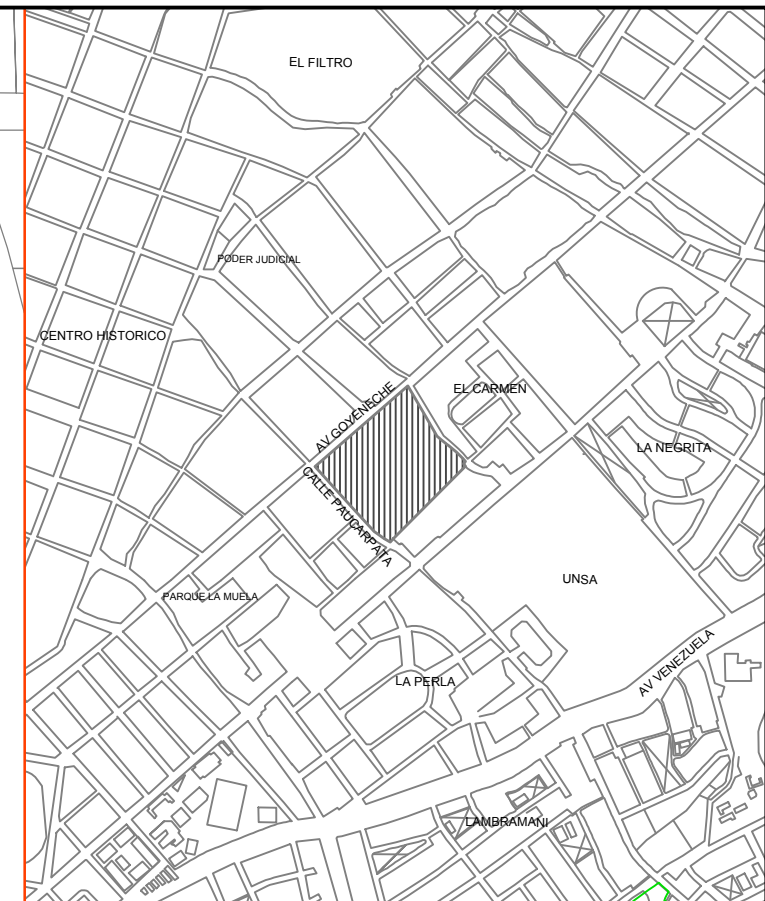 EL FILTRO
PODER JUDICIAL
CENTRO HISTORICO
AV.GOYENECHE
EL CARMEN
LA NEGRITA
CALLE PAUCARPATA
UNSA
PARQUE LA MUELA
AV VENEZUELA
LA PERLA
LAMBRAMANI